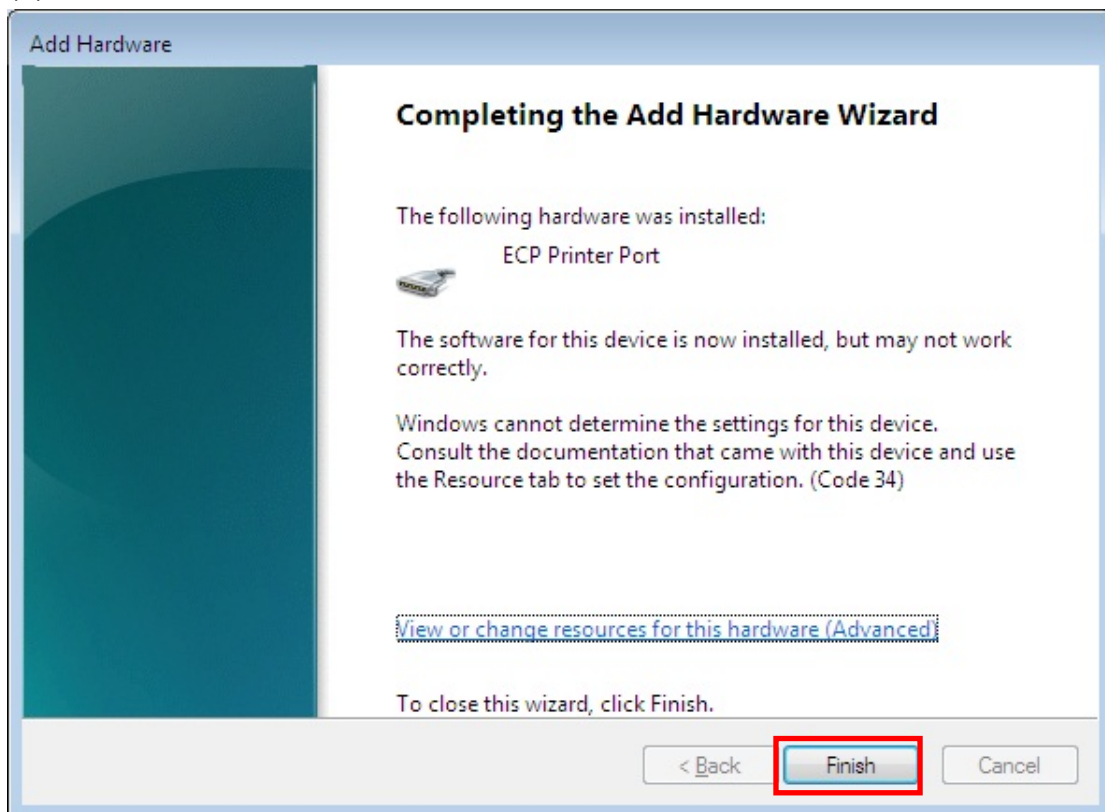 Add Hardware
Completing the Add Hardware Wizard
The following hardware was installed:
ECP Printer Port
The software for this device is now installed, but may not work
correctly.
Windows cannot determine the settings for this device.
Consult the documentation that came with this device and use
the Resource tab to set the configuration. (Code 34)
View or change resources for this hardware (Advanced)
To close this wizard, click Finish.
< Back
Finish
Cancel